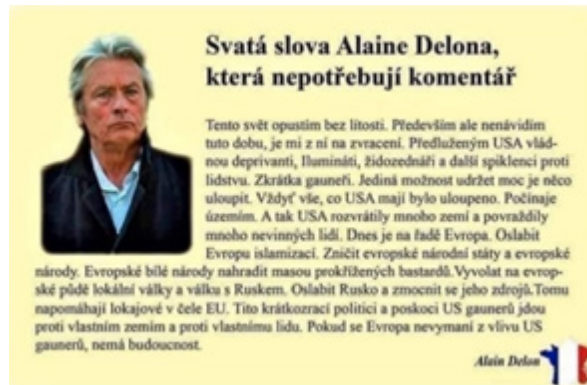 Svatá slova Alaine Delona,
která nepotřebují komentář
Tento svět opustím bez lítosti. Především ale nenávidím
tuto dobu, je mi z ní na zvracení. Předluženým USA vlád-
nou deprivanti, Ilumináti, židozednáři a další spiklenci proti
lidstvu. Zkrátka gauneři. Jediná možnost udržet moc je něco
uloupit. Vždyť vše, co USA mají bylo uloupeno. Počínaje
územím. A tak USA rozvrátily mnoho zemí a povraždily
mnoho nevinných lidí. Dnes je na řadě Evropa. Oslabit
Evropu islamizací. Zničit evropské národní státy a evropské
národy. Evropské bílé národy nahradit masou prokřížených bastardů.Vyvolat na evrop-
ské půdě lokální války a válku s Ruskem. Oslabit Rusko a zmocnit se jeho zdrojů.Tomu
napomáhají lokajové v čele EU. Tito krátkozrací politici a poskoci US gaunerů jdou
proti vlastním zemím a proti vlastnímu lidu. Pokud se Evropa nevymaní z vlivu US
gaunerů, nemá budoucnost.
Alain Delon